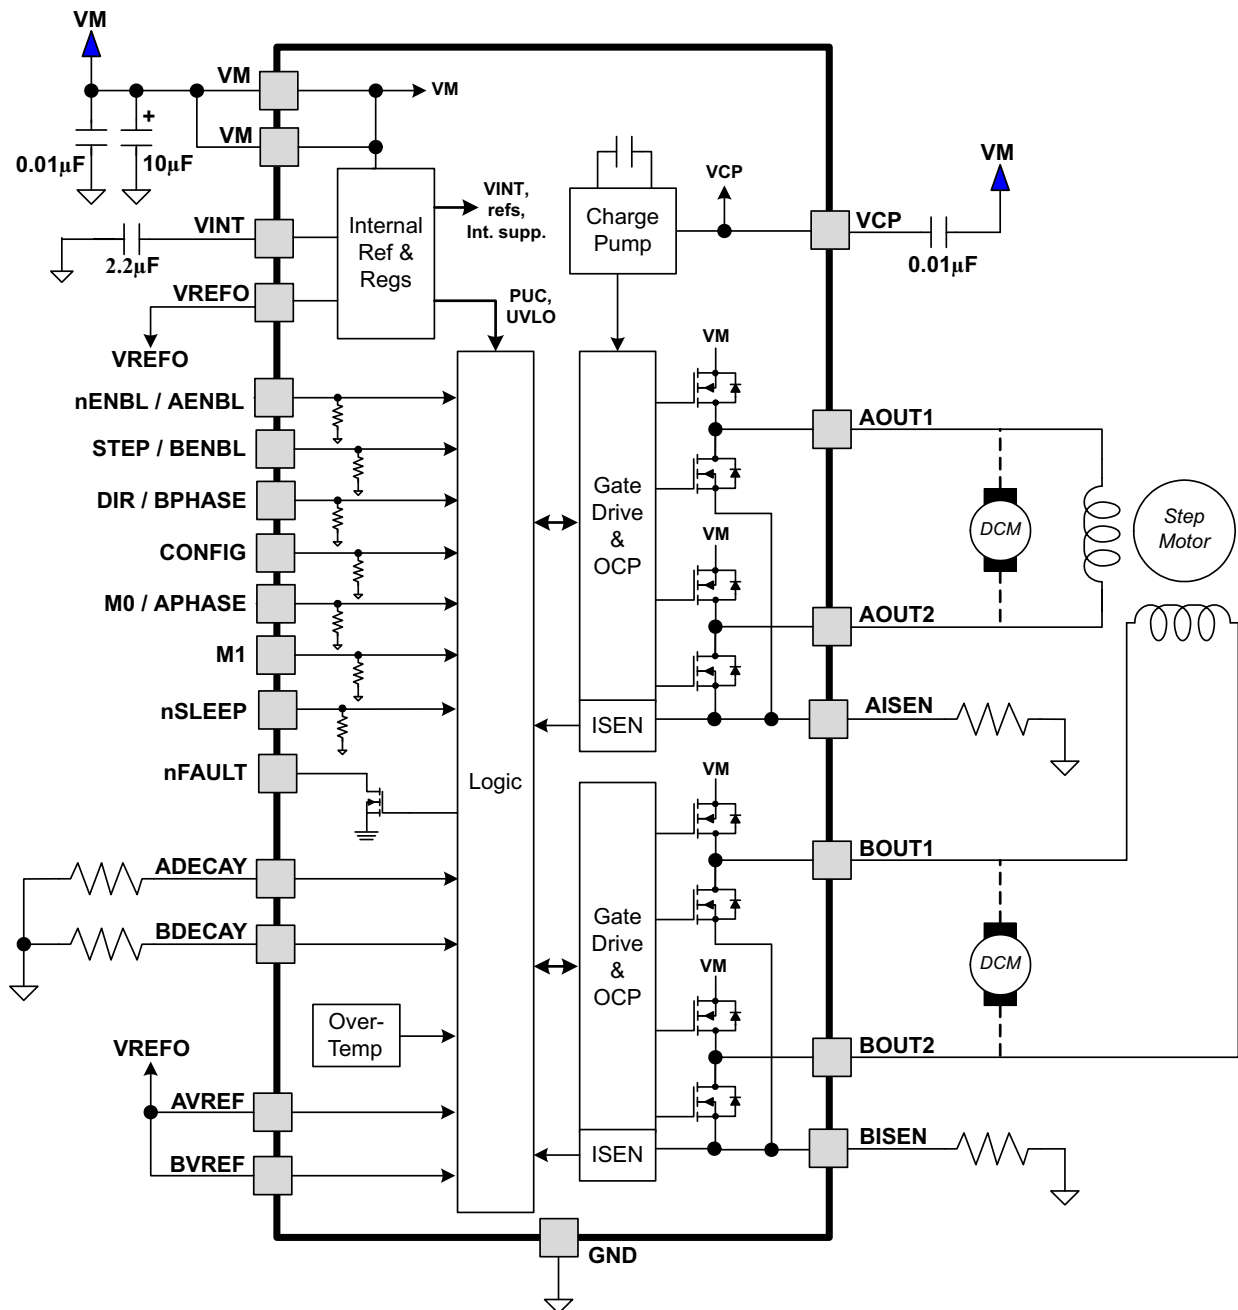 VM
VM
VM
VM
0.01µF
+
10µF
VINT
2.2µF
VREFO
VREFO
Internal
Ref &
Regs
VINT,
refs,
Int. supp.
PUC,
UVLO
Charge
Pump
VCP
VCP
VM
0.01µF
nENBL / AENBL
STEP / BENBL
DIR / BPHASE
CONFIG
M0 / APHASE
M1
nSLEEP
nFAULT
ADECAY
BDECAY
Over-
Temp
VREFO
AVREF
BVREF
Logic
Gate
Drive
&
OCP
ISEN
VM
VM
AOUT1
AOUT2
AISEN
DCM
Step
Motor
Gate
Drive
&
OCP
ISEN
VM
VM
BOUT1
BOUT2
BISEN
DCM
GND